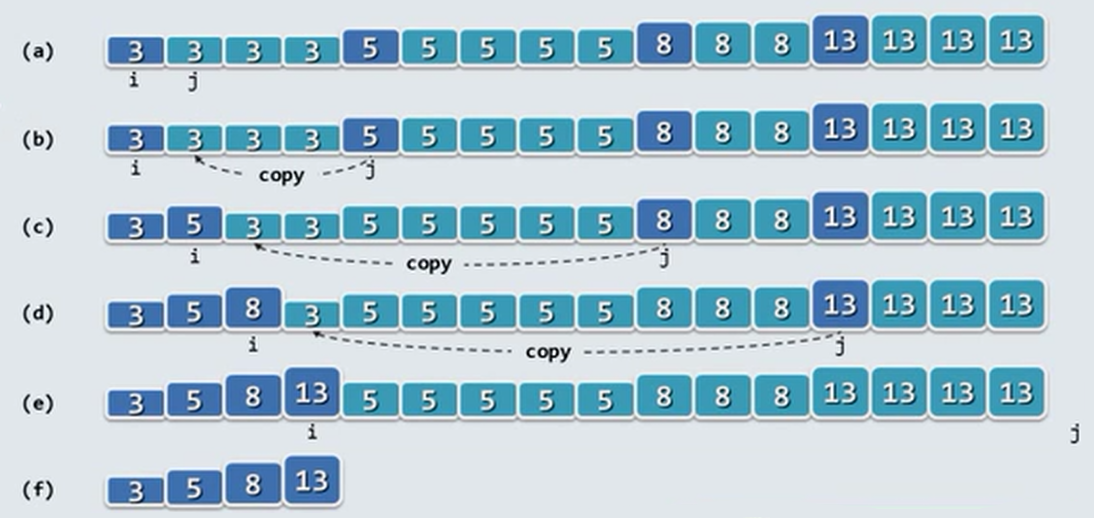 (a) 3 3 3 3 5 5 5 5 5 8 8 8 13 13 13 13
i j
(b) 3 3 3 3 5 5 5 5 5 8 8 8 13 13 13 13
i copy j
(c) 3 5 3 3 5 5 5 5 5 8 8 8 13 13 13 13
i copy j
(d) 3 5 8 3 5 5 5 5 5 8 8 8 13 13 13 13
i copy j
(e) 3 5 8 13 5 5 5 5 5 8 8 8 13 13 13 13
i j
(f) 3 5 8 13